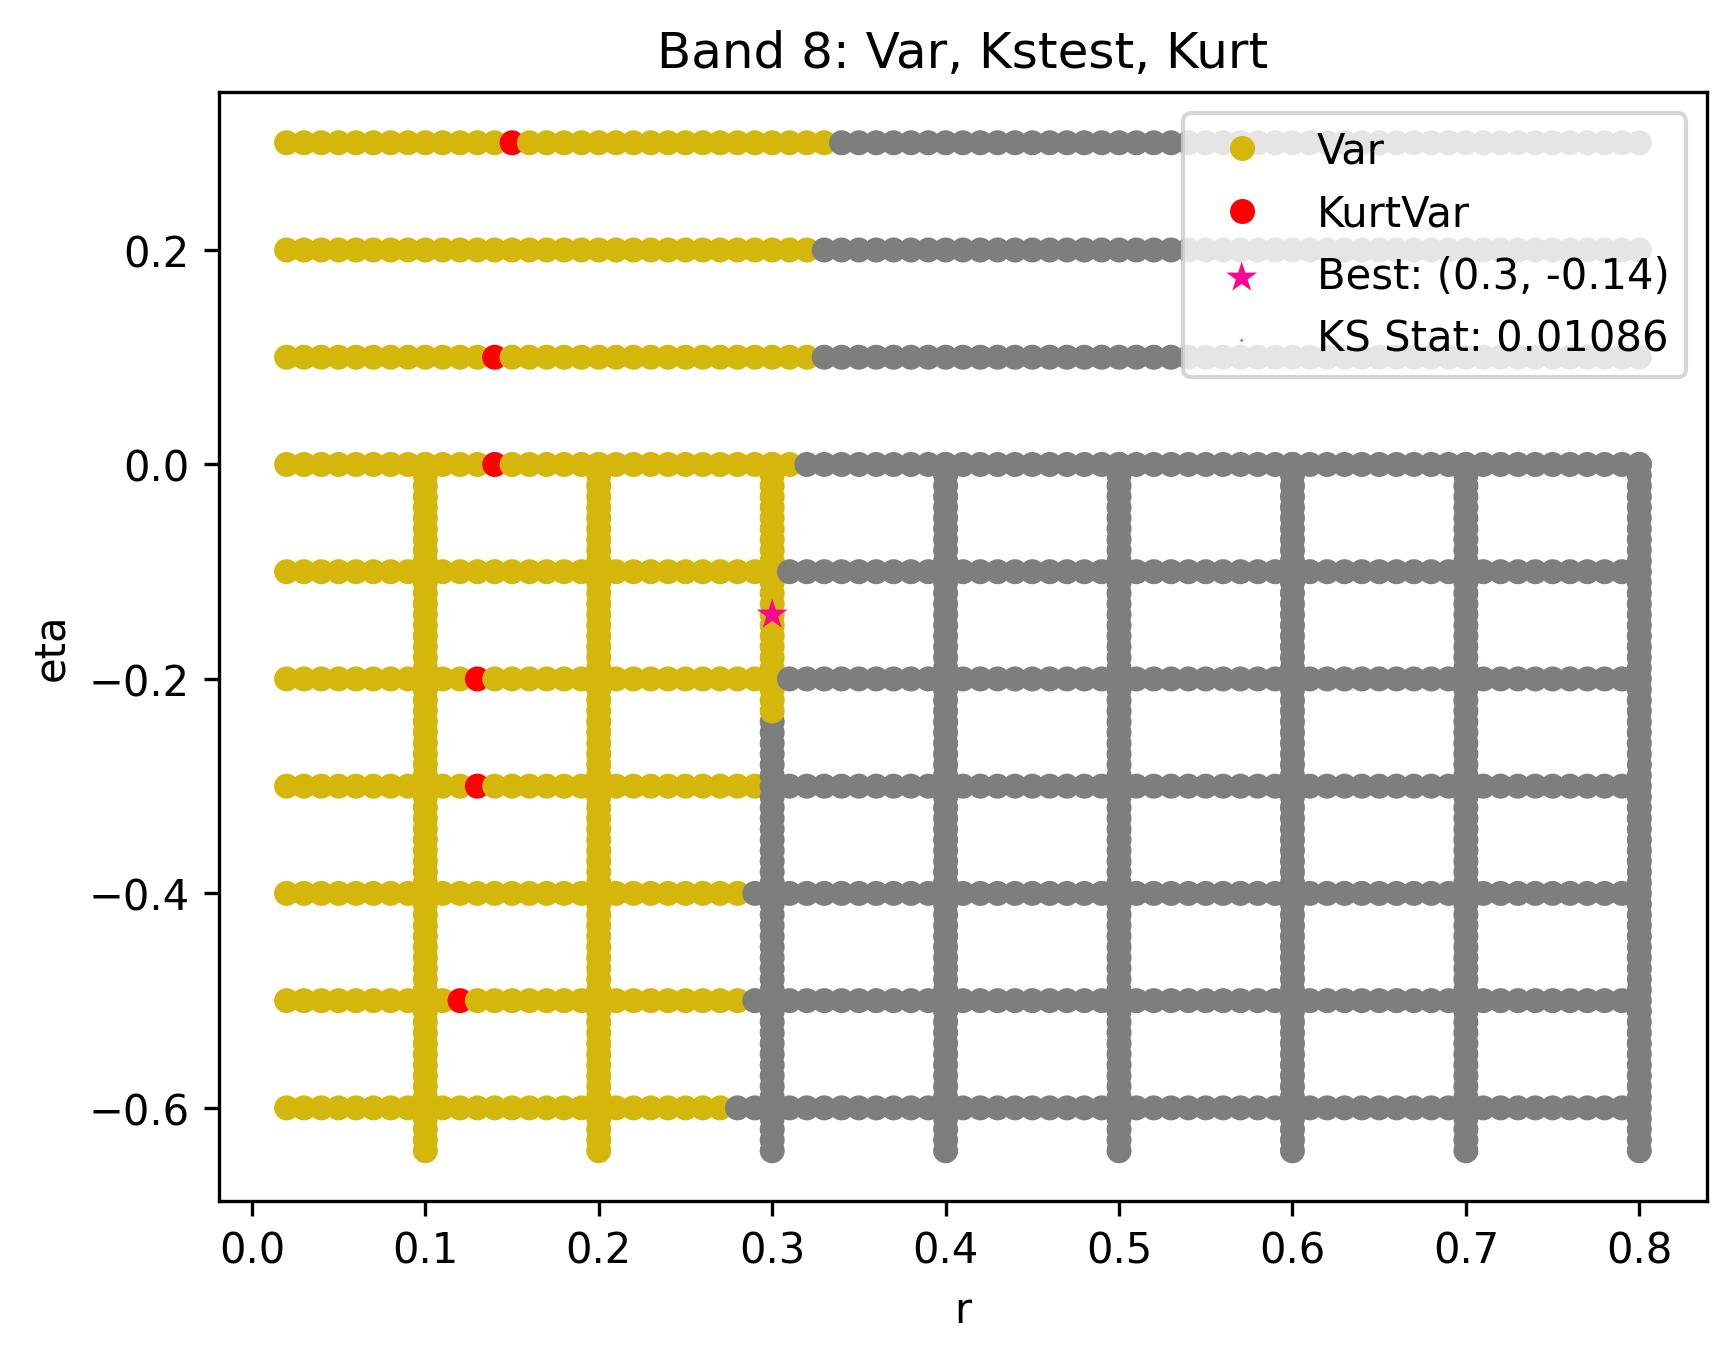 Band 8: Var, Kstest, Kurt
Var
KurtVar
Best: (0.3, -0.14)
KS Stat: 0.01086
eta
0.2
0.0
−0.2
−0.4
−0.6
0.0 0.1 0.2 0.3 0.4 0.5 0.6 0.7 0.8
r